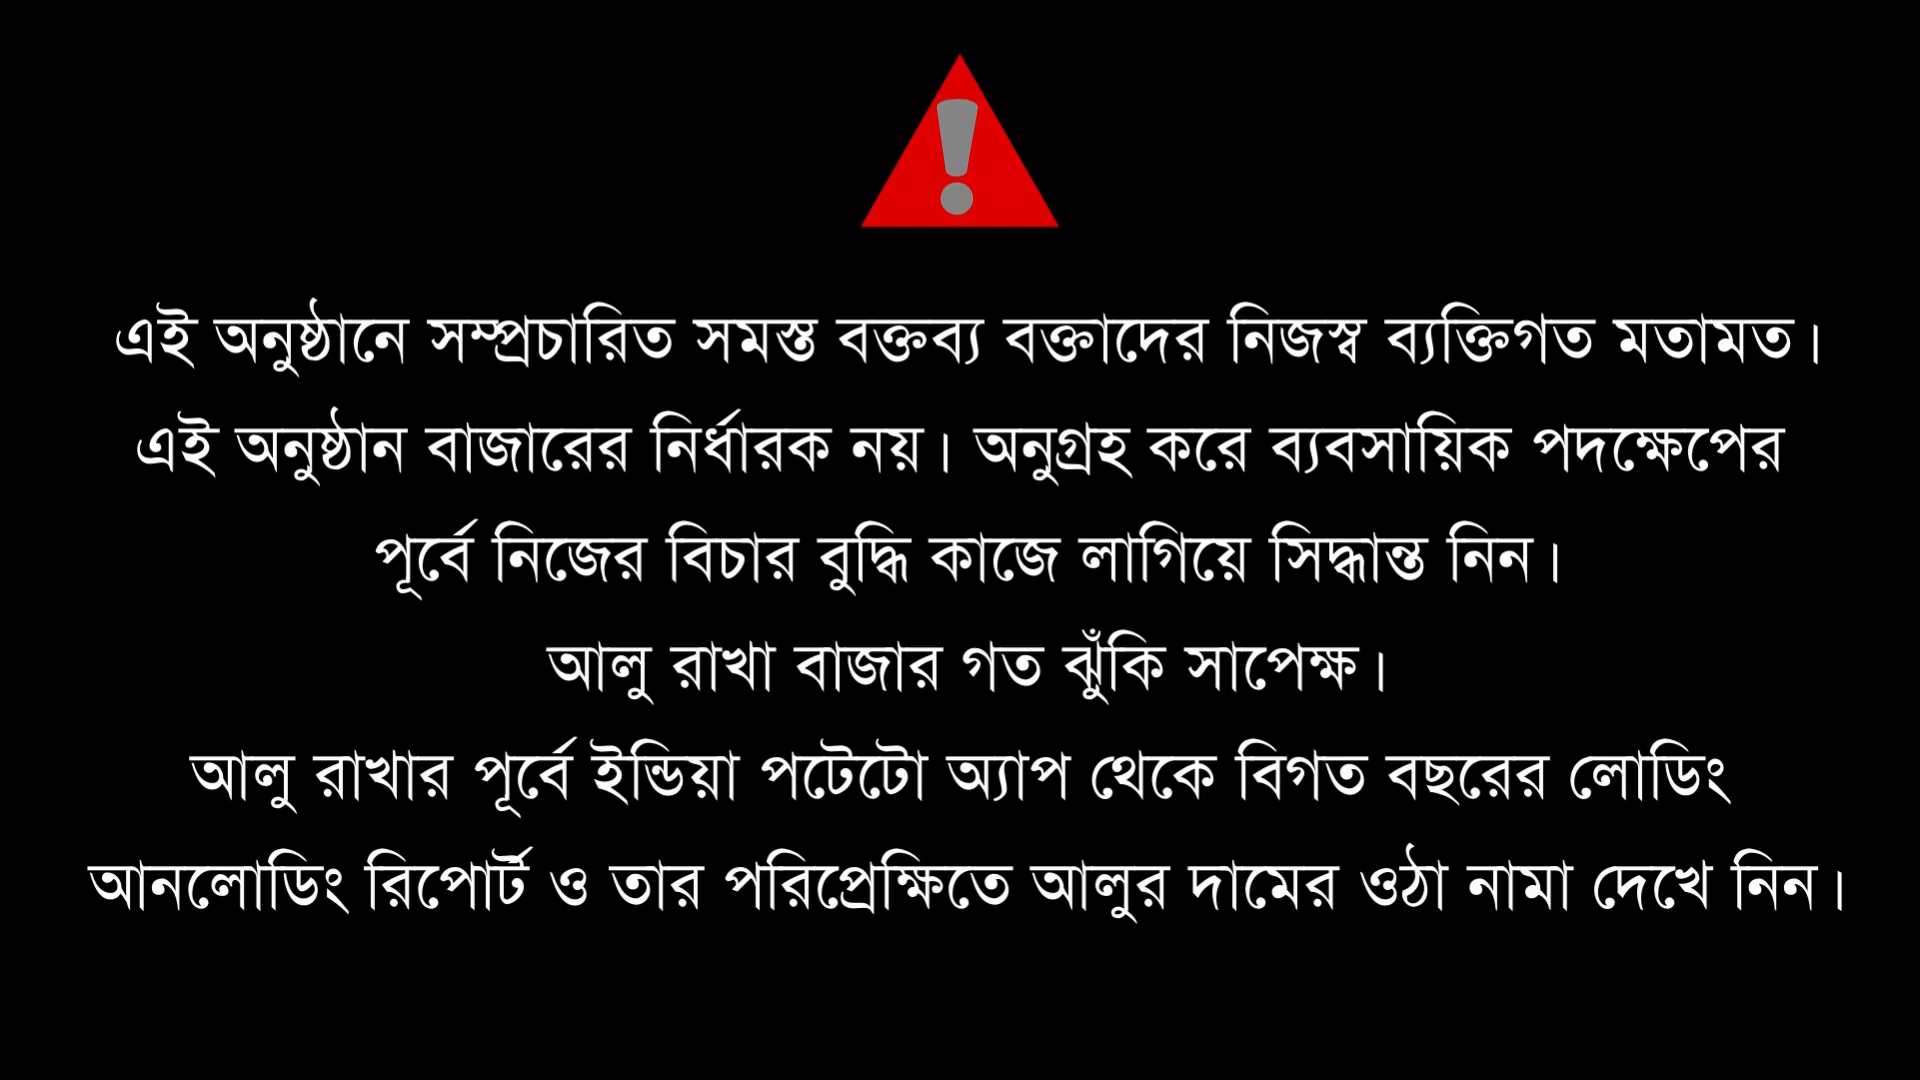 এই অনুষ্ঠানে সম্প্রচারিত সমস্ত বক্তব্য বক্তাদের নিজস্ব ব্যক্তিগত মতামত।
এই অনুষ্ঠান বাজারের নির্ধারক নয়। অনুগ্রহ করে ব্যবসায়িক পদক্ষেপের
পূর্বে নিজের বিচার বুদ্ধি কাজে লাগিয়ে সিদ্ধান্ত নিন।
আলু রাখা বাজার গত ঝুঁকি সাপেক্ষ।
আলু রাখার পূর্বে ইন্ডিয়া পটেটো অ্যাপ থেকে বিগত বছরের লোডিং
আনলোডিং রিপোর্ট ও তার পরিপ্রেক্ষিতে আলুর দামের ওঠা নামা দেখে নিন।